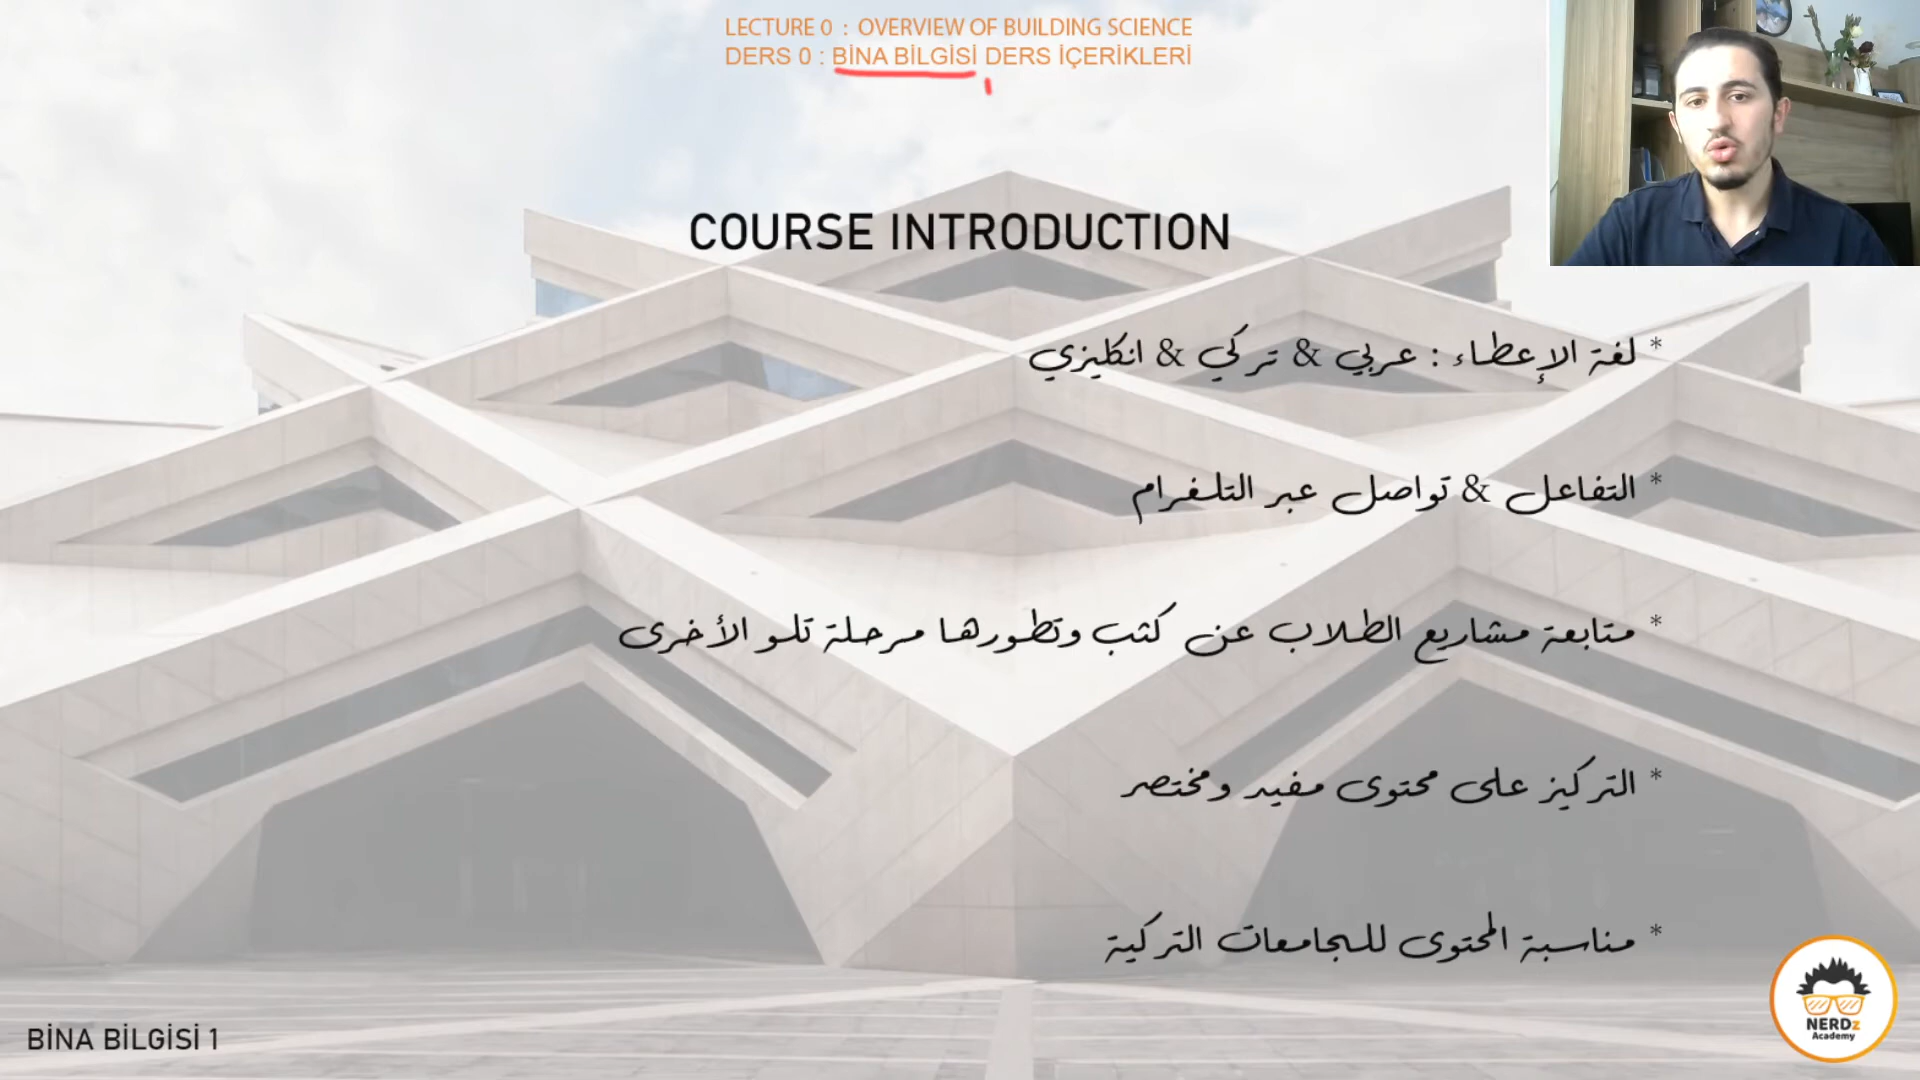 LECTURE 0 : OVERVIEW OF BUILDING SCIENCE
DERS 0 : BİNA BİLGİSİ DERS İÇERİKLERİ
COURSE INTRODUCTION
* لغة الإعطاء : عربي & تركي & انكليزي
* التفاعل & تواصل عبر التلغرام
* متابعة مشاريع الطلاب عن كثب وتطورها مرحلة تلو الأخرى
* التركيز على محتوى مفيد ومختصر
* مناسبة المحتوى للجامعات التركية
BİNA BİLGİSİ 1
NERDz
Academy